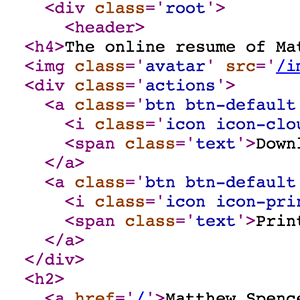 <div class='root'>
<header>
<h4>The online resume of Mat
<img class='avatar' src='/in
<div class='actions'>
<a class='btn btn-default
<i class='icon icon-clou
<span class='text'>Downl
</a>
<a class='btn btn-default
<i class='icon icon-prin
<span class='text'>Print
</a>
</div>
<h2>
<a href='/'>Matthew Spence